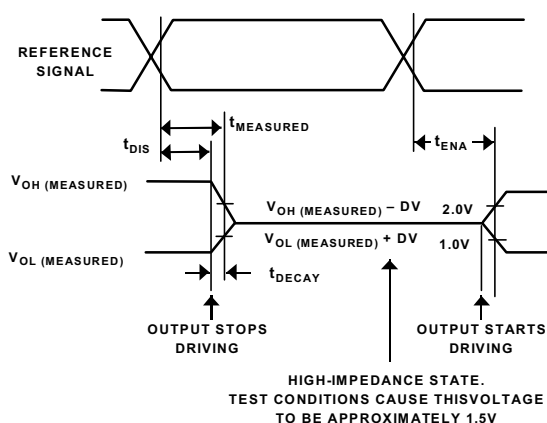 REFERENCE
SIGNAL
tMEASURED
tDIS
tENA
VOH (MEASURED)
VOH (MEASURED) – DV 2.0V
VOL (MEASURED) + DV 1.0V
VOL (MEASURED)
tDECAY
OUTPUT STOPS
DRIVING
OUTPUT STARTS
DRIVING
HIGH-IMPEDANCE STATE.
TEST CONDITIONS CAUSE THISVOLTAGE
TO BE APPROXIMATELY 1.5V